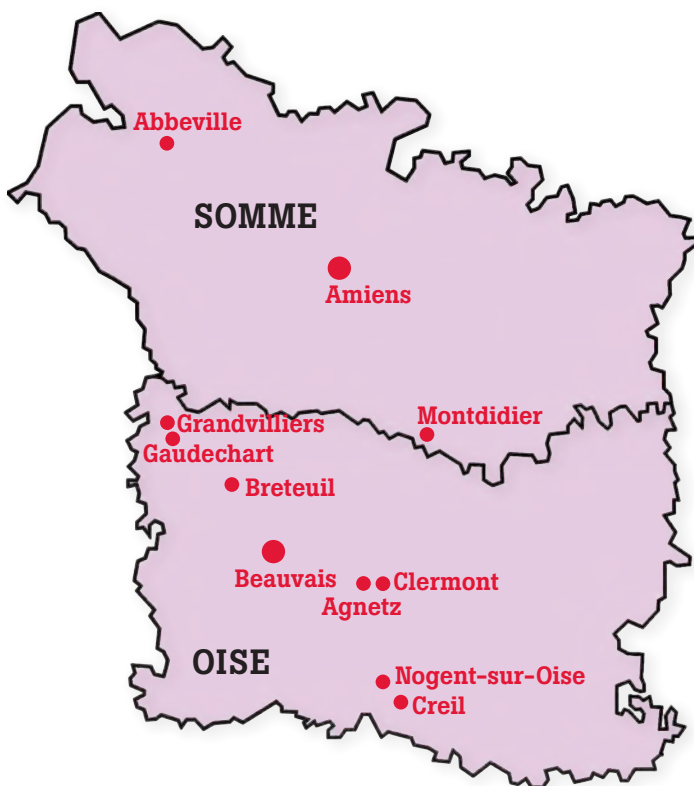 Abbeville
SOMME
Amiens
Montdidier
Grandvilliers
Gaudechart
Breteuil
Beauvais
Clermont
Agnetz
OISE
Nogent-sur-Oise
Creil